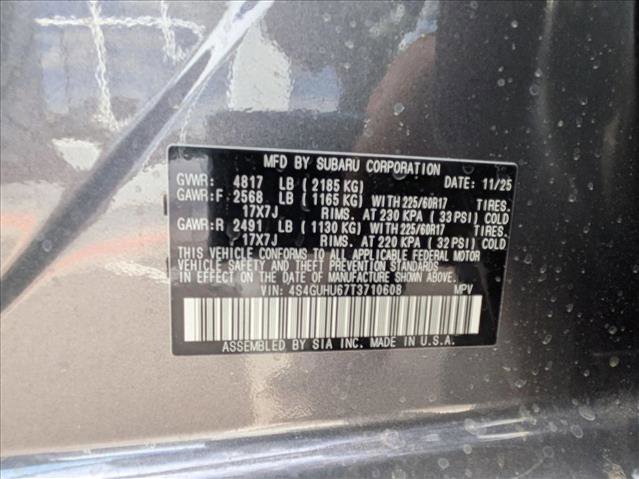 MFD BY SUBARU CORPORATION
GVWR: 4817 LB ( 2185 KG) DATE: 11/25
GAWR:F 2568 LB ( 1165 KG) WITH 225/60R17 TIRES.
17X7J RIMS. AT 230 KPA ( 33 PSI) COLD
GAWR:R 2491 LB ( 1130 KG) WITH 225/60R17 TIRES.
17X7J RIMS. AT 220 KPA ( 32 PSI) COLD
THIS VEHICLE CONFORMS TO ALL APPLICABLE FEDERAL MOTOR
VEHICLE SAFETY AND THEFT PREVENTION STANDARDS
IN EFFECT ON THE DATE OF MANUFACTURE SHOWN ABOVE.
VIN: 4S4GUHU67T3710608 MPV
ASSEMBLED BY SIA INC. MADE IN U.S.A.